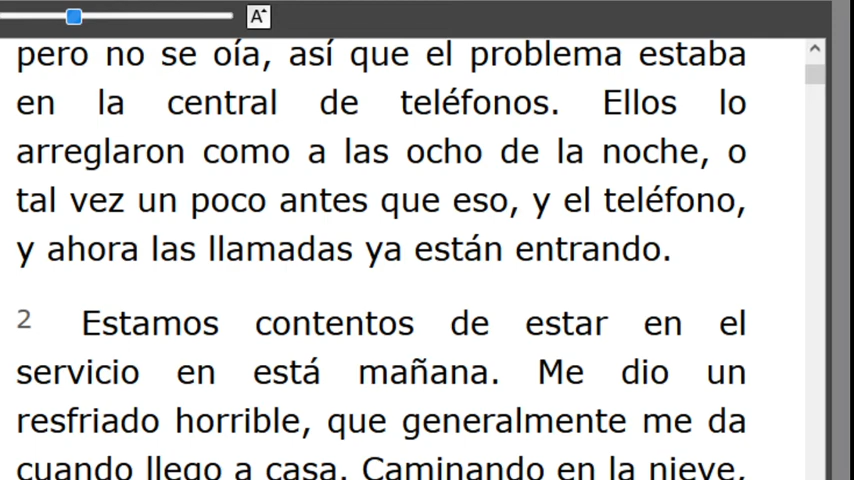 A
pero no se oía, así que el problema estaba
en la central de teléfonos. Ellos lo
arreglaron como a las ocho de la noche, o
tal vez un poco antes que eso, y el teléfono,
y ahora las llamadas ya están entrando.
2 Estamos contentos de estar en el
servicio en está mañana. Me dio un
resfriado horrible, que generalmente me da
cuando llego a casa. Caminando en la nieve,